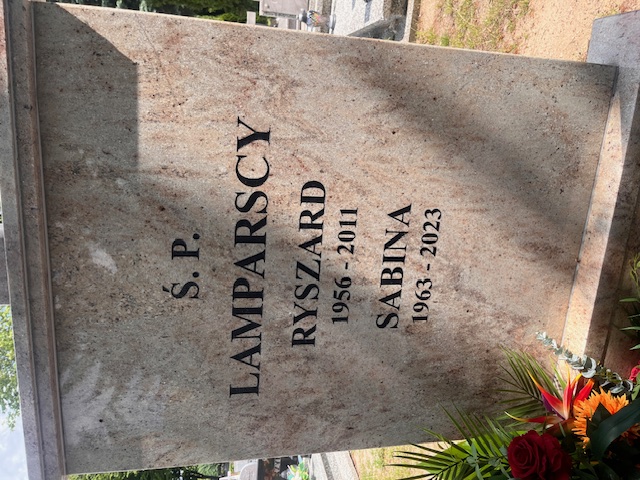 Ś. P.
LAMPARSCY
RYSZARD
1956 - 2011
SABINA
1963 - 2023